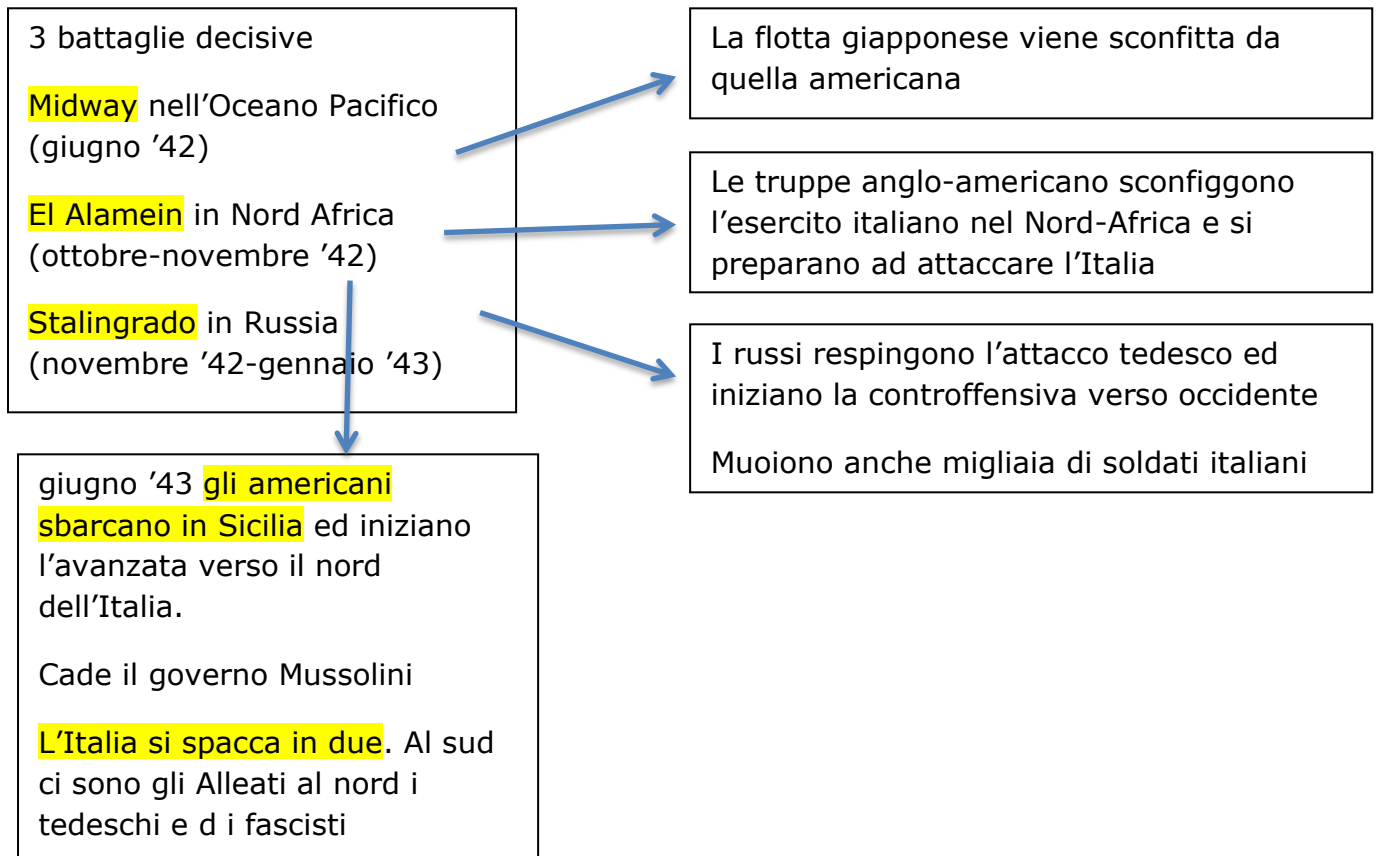 3 battaglie decisive
Midway nell’Oceano Pacifico
(giugno ’42)
El Alamein in Nord Africa
(ottobre-novembre ’42)
Stalingrado in Russia
(novembre ’42-gennaio ’43)
La flotta giapponese viene sconfitta da
quella americana
Le truppe anglo-americano sconfiggono
l’esercito italiano nel Nord-Africa e si
preparano ad attaccare l’Italia
I russi respingono l’attacco tedesco ed
iniziano la controffensiva verso occidente
Muoiono anche migliaia di soldati italiani
giugno ’43 gli americani
sbarcano in Sicilia ed iniziano
l’avanzata verso il nord
dell’Italia.
Cade il governo Mussolini
L’Italia si spacca in due. Al sud
ci sono gli Alleati al nord i
tedeschi e d i fascisti